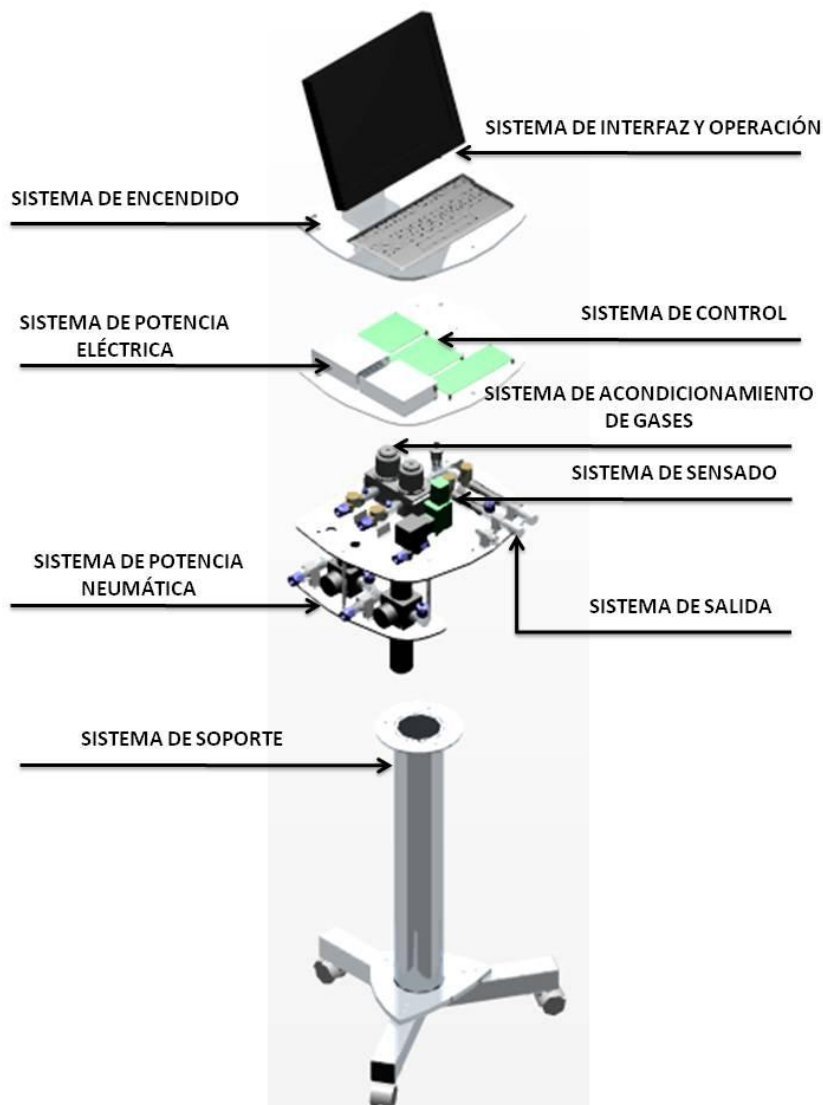 SISTEMA DE INTERFAZ Y OPERACIÓN
SISTEMA DE ENCENDIDO
SISTEMA DE CONTROL
SISTEMA DE POTENCIA
ELÉCTRICA
SISTEMA DE ACONDICIONAMIENTO
DE GASES
SISTEMA DE SENSADO
SISTEMA DE POTENCIA
NEUMÁTICA
SISTEMA DE SALIDA
SISTEMA DE SOPORTE